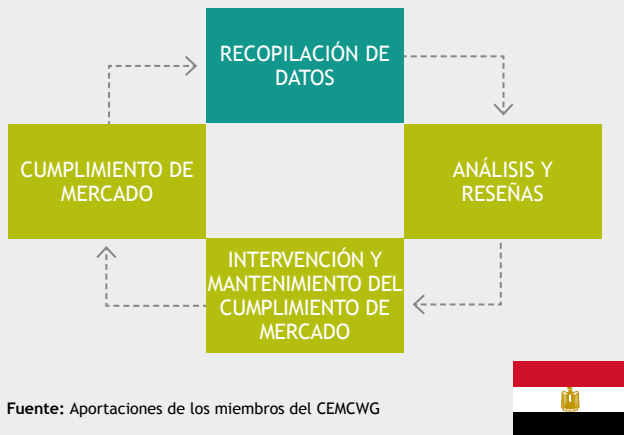 RECOPILACIÓN DE
DATOS
CUMPLIMIENTO DE
MERCADO
ANÁLISIS Y
RESEÑAS
INTERVENCIÓN Y
MANTENIMIENTO DEL
CUMPLIMIENTO DE
MERCADO
Fuente: Aportaciones de los miembros del CEMCWG